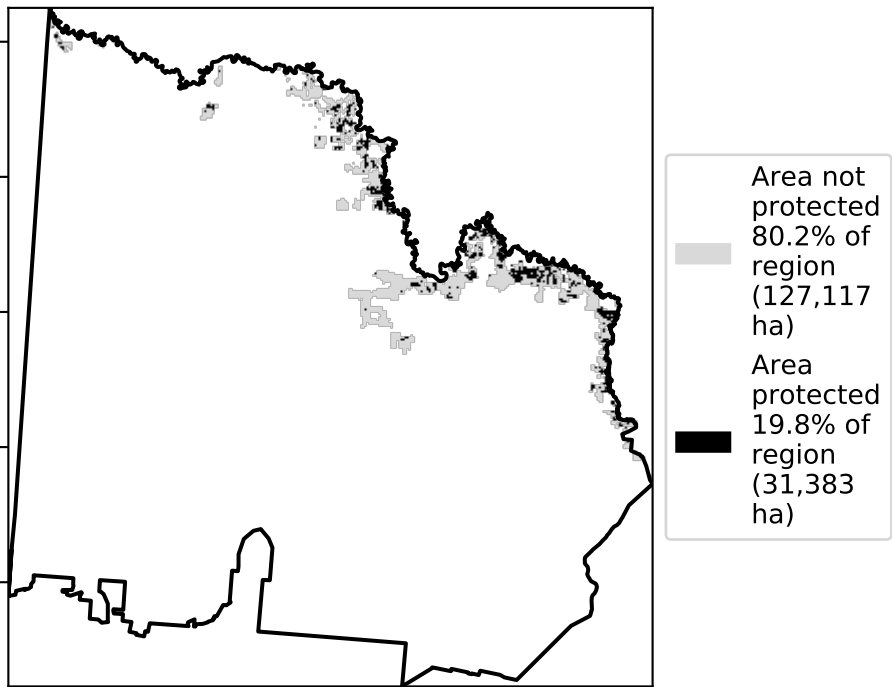 Area not
protected
80.2% of
region
(127,117
ha)
Area
protected
19.8% of
region
(31,383
ha)